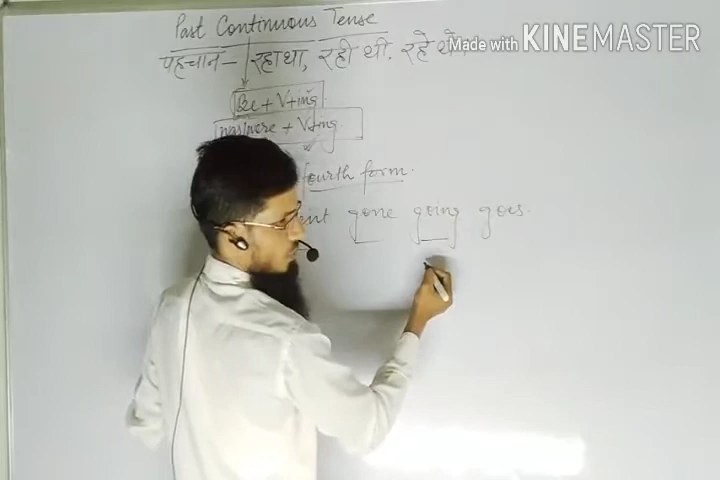 Past Continuous Tense
पहचान - रहा था, रही थी. रहे थे
Made with KINEMASTER
Be + V+ing
was/were + V+ing.
fourth form.
gone going goes.